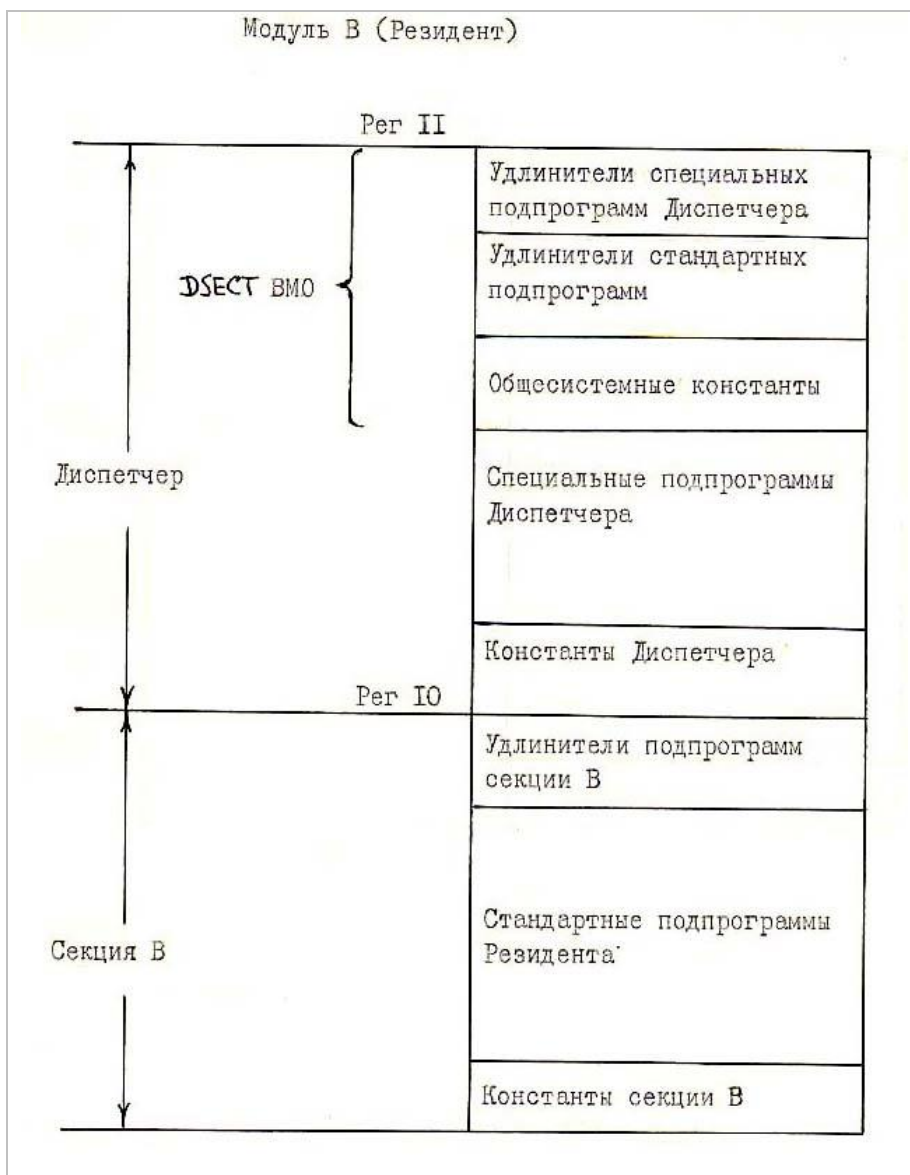 Модуль В (Резидент)
Рег II
Удлинители специальных
подпрограмм Диспетчера
Удлинители стандартных
подпрограмм
DSECT ВМО
Общесистемные константы
Диспетчер
Специальные подпрограммы
Диспетчера
Константы Диспетчера
Рег IO
Удлинители подпрограмм
секции В
Стандартные подпрограммы
Резидента
Секция В
Константы секции В